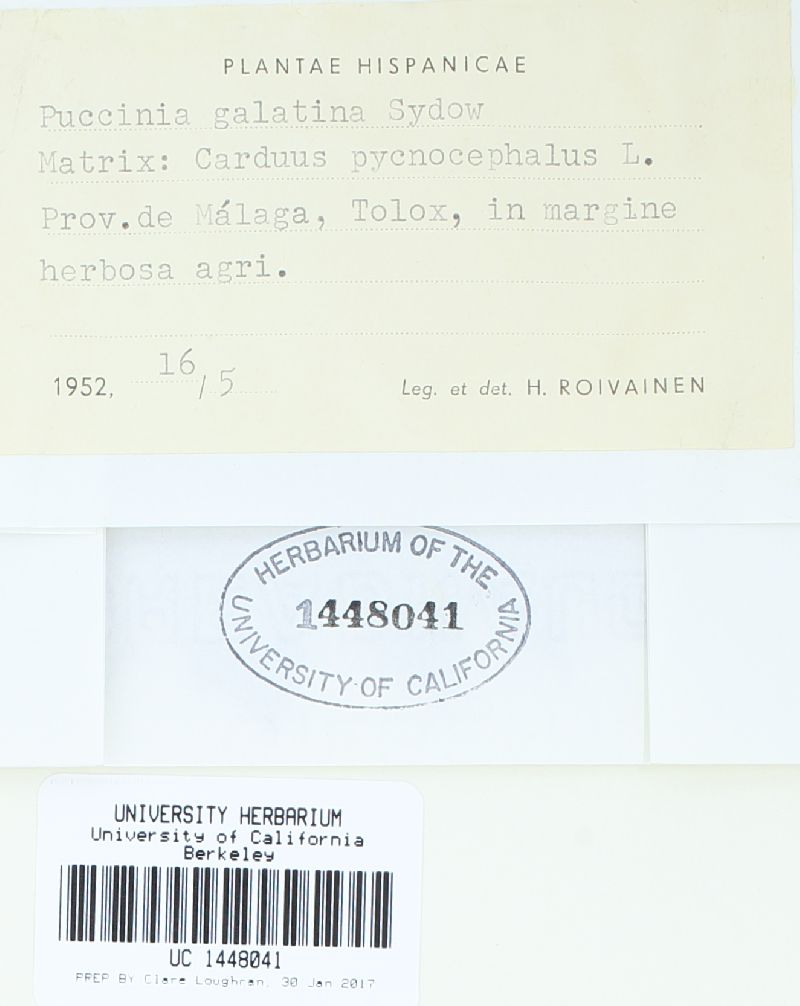 PLANTAE HISPANICAE
Puccinia galatina Sydow
Matrix: Carduus pycnocephalus L.
Prov.de Málaga, Tolox, in margine
herbosa agri.
1952, 16/5 Leg. et det. H. ROIVAINEN
HERBARIUM OF THE
1448041
UNIVERSITY OF CALIFORNIA
UNIVERSITY HERBARIUM
University of California
Berkeley
UC 1448041
PREP BY Clare Loughran, 30 Jan 2017